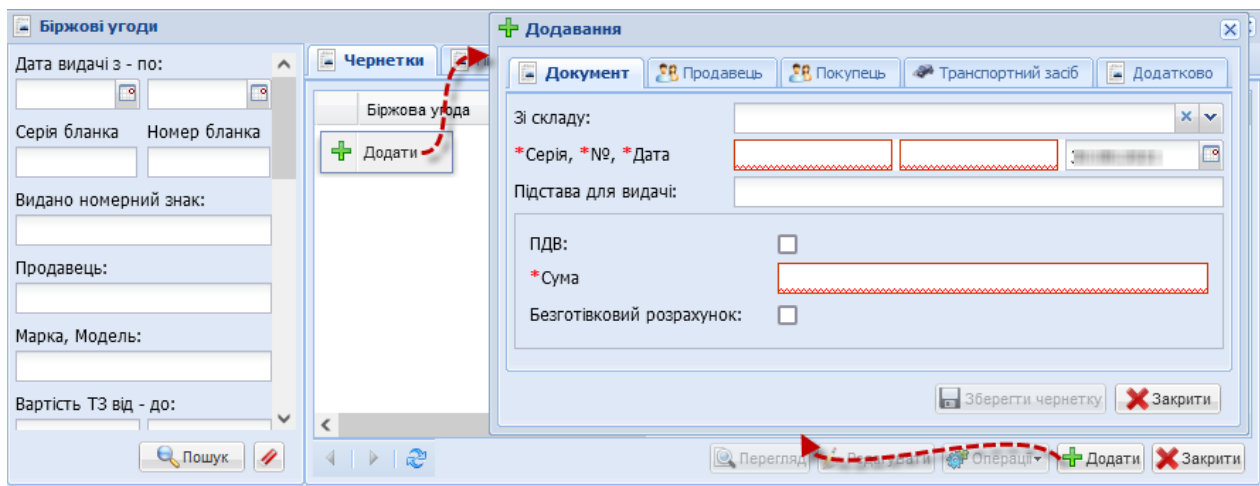 Біржові угоди
Дата видачі з - по:
Серія бланка Номер бланка
Видано номерний знак:
Продавець:
Марка, Модель:
Вартість ТЗ від - до:
Пошук
Чернетки
Біржова угода
Додати
Додавання
Документ Продавець Покупець Транспортний засіб Додатково
Зі складу:
*Серія, *№, *Дата
Підстава для видачі:
ПДВ:
*Сума
Безготівковий розрахунок:
Зберегти чернетку Закрити
Перегляд Редагувати Операції Додати Закрити